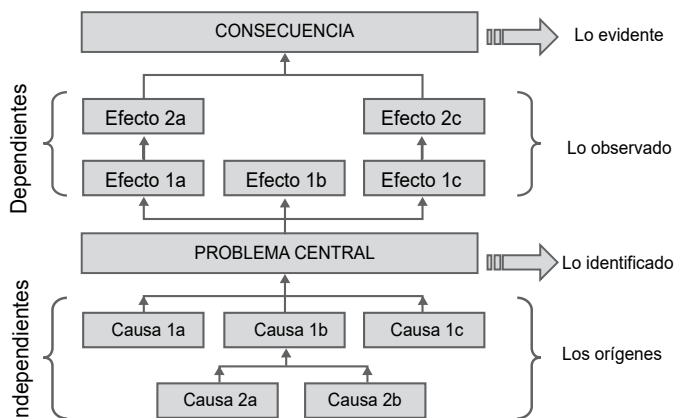 CONSECUENCIA
Lo evidente
Dependientes
Efecto 2a
Efecto 2c
Lo observado
Efecto 1a
Efecto 1b
Efecto 1c
PROBLEMA CENTRAL
Lo identificado
Independientes
Causa 1a
Causa 1b
Causa 1c
Los orígenes
Causa 2a
Causa 2b